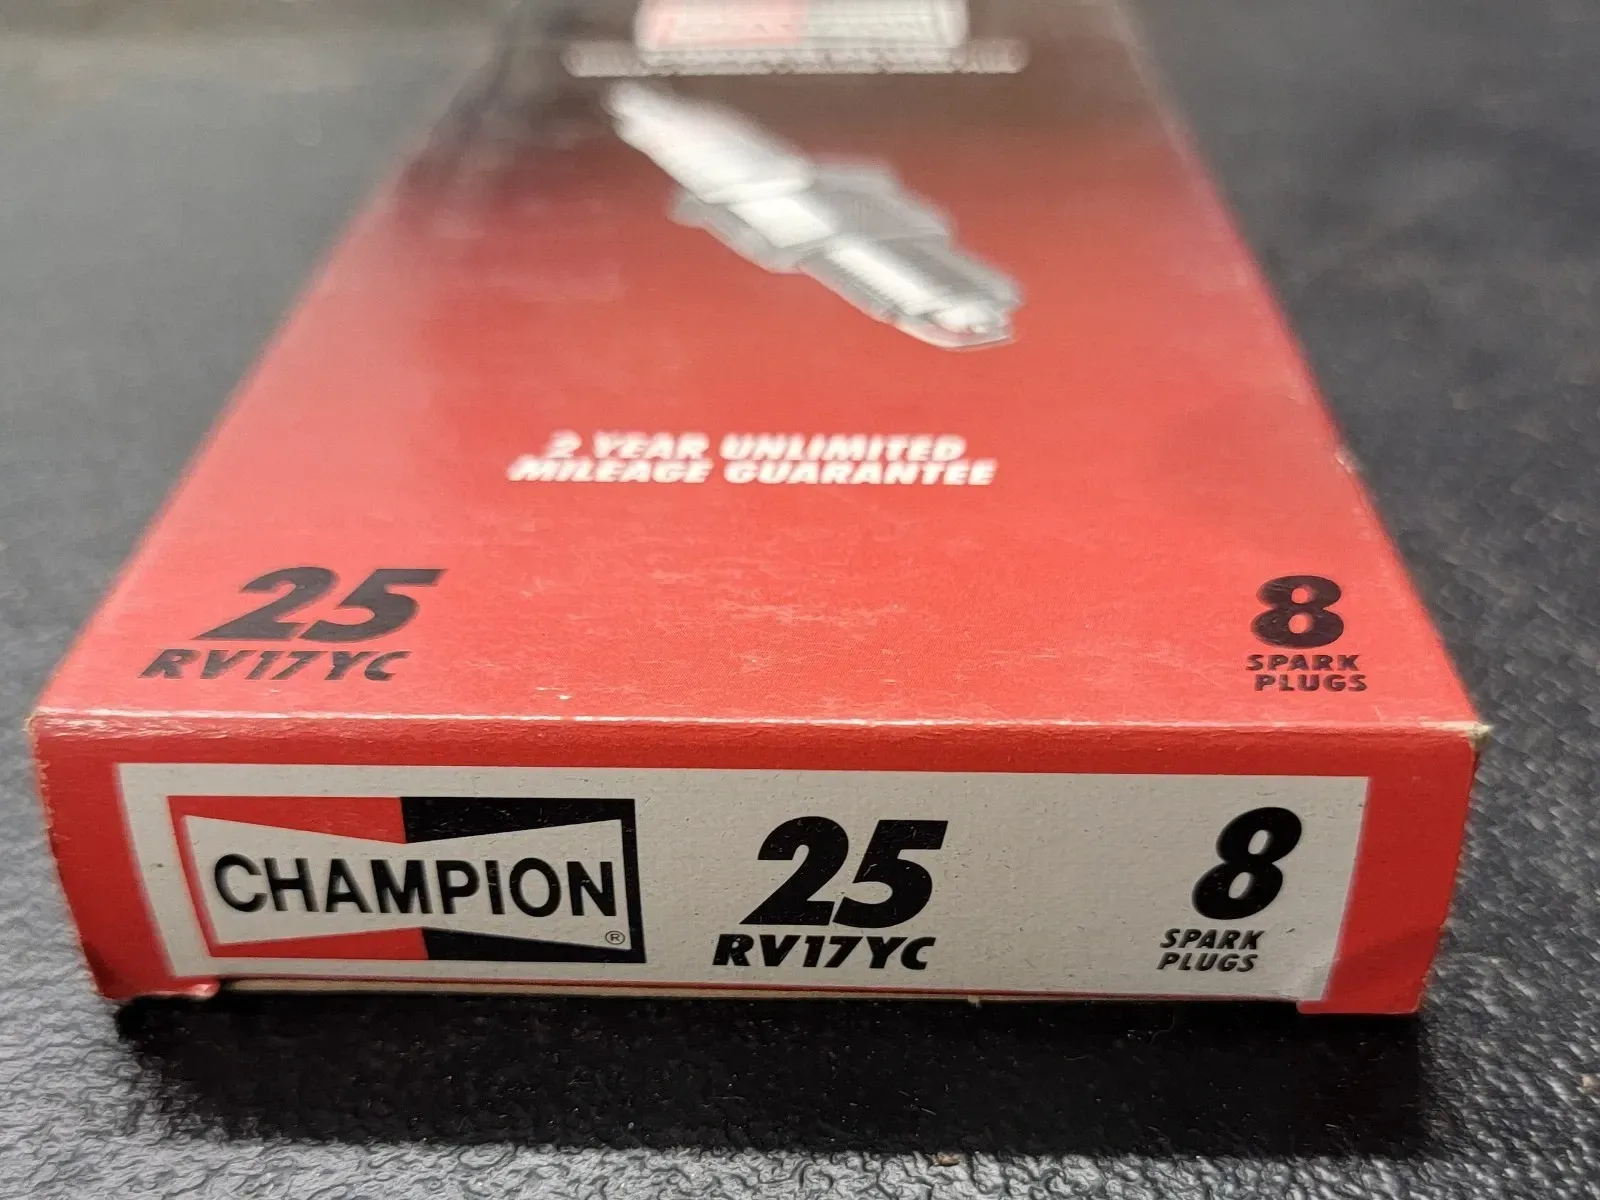 2 YEAR UNLIMITED
MILEAGE GUARANTEE
25
RV17YC
8
SPARK
PLUGS
CHAMPION
®
25
RV17YC
8
SPARK
PLUGS